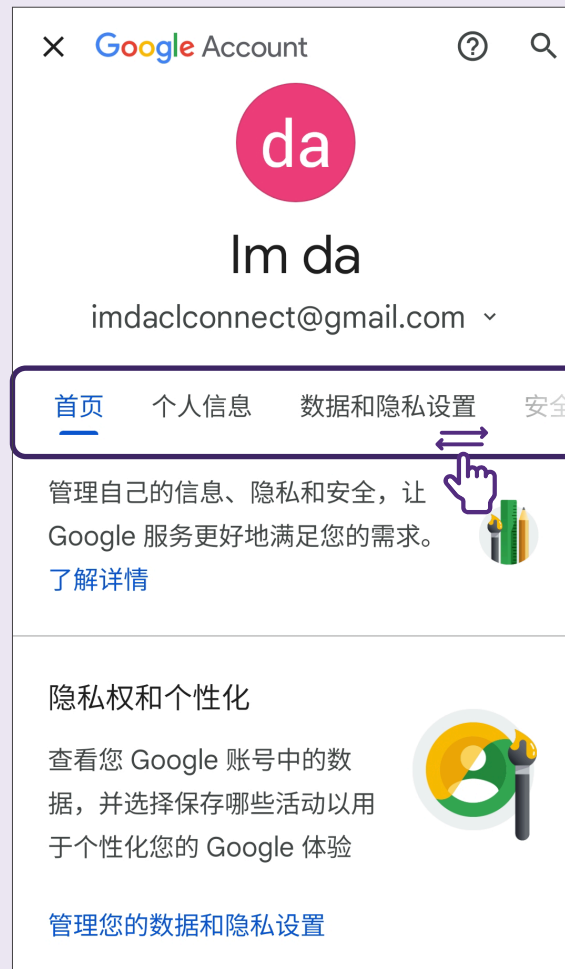 Google Account
da
Im da
imdaclconnect@gmail.com
首页 个人信息 数据和隐私设置 安全
管理自己的信息、隐私和安全，让
Google 服务更好地满足您的需求。
了解详情
隐私权和个性化
查看您 Google 账号中的数
据，并选择保存哪些活动以用
于个性化您的 Google 体验
管理您的数据和隐私设置